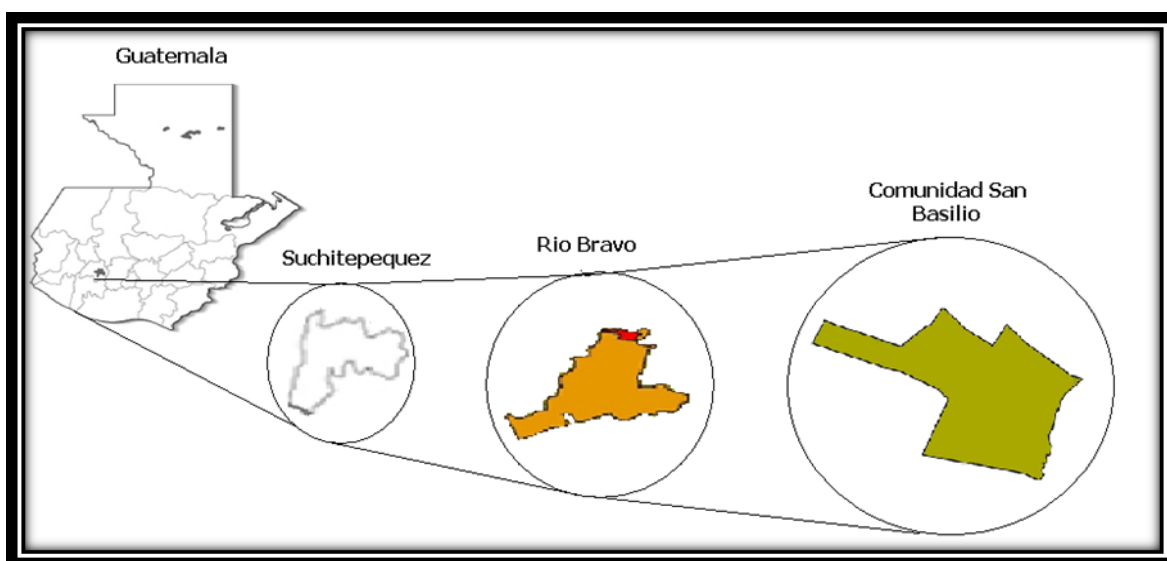 Guatemala
Suchitepequez
Rio Bravo
Comunidad San
Basilio